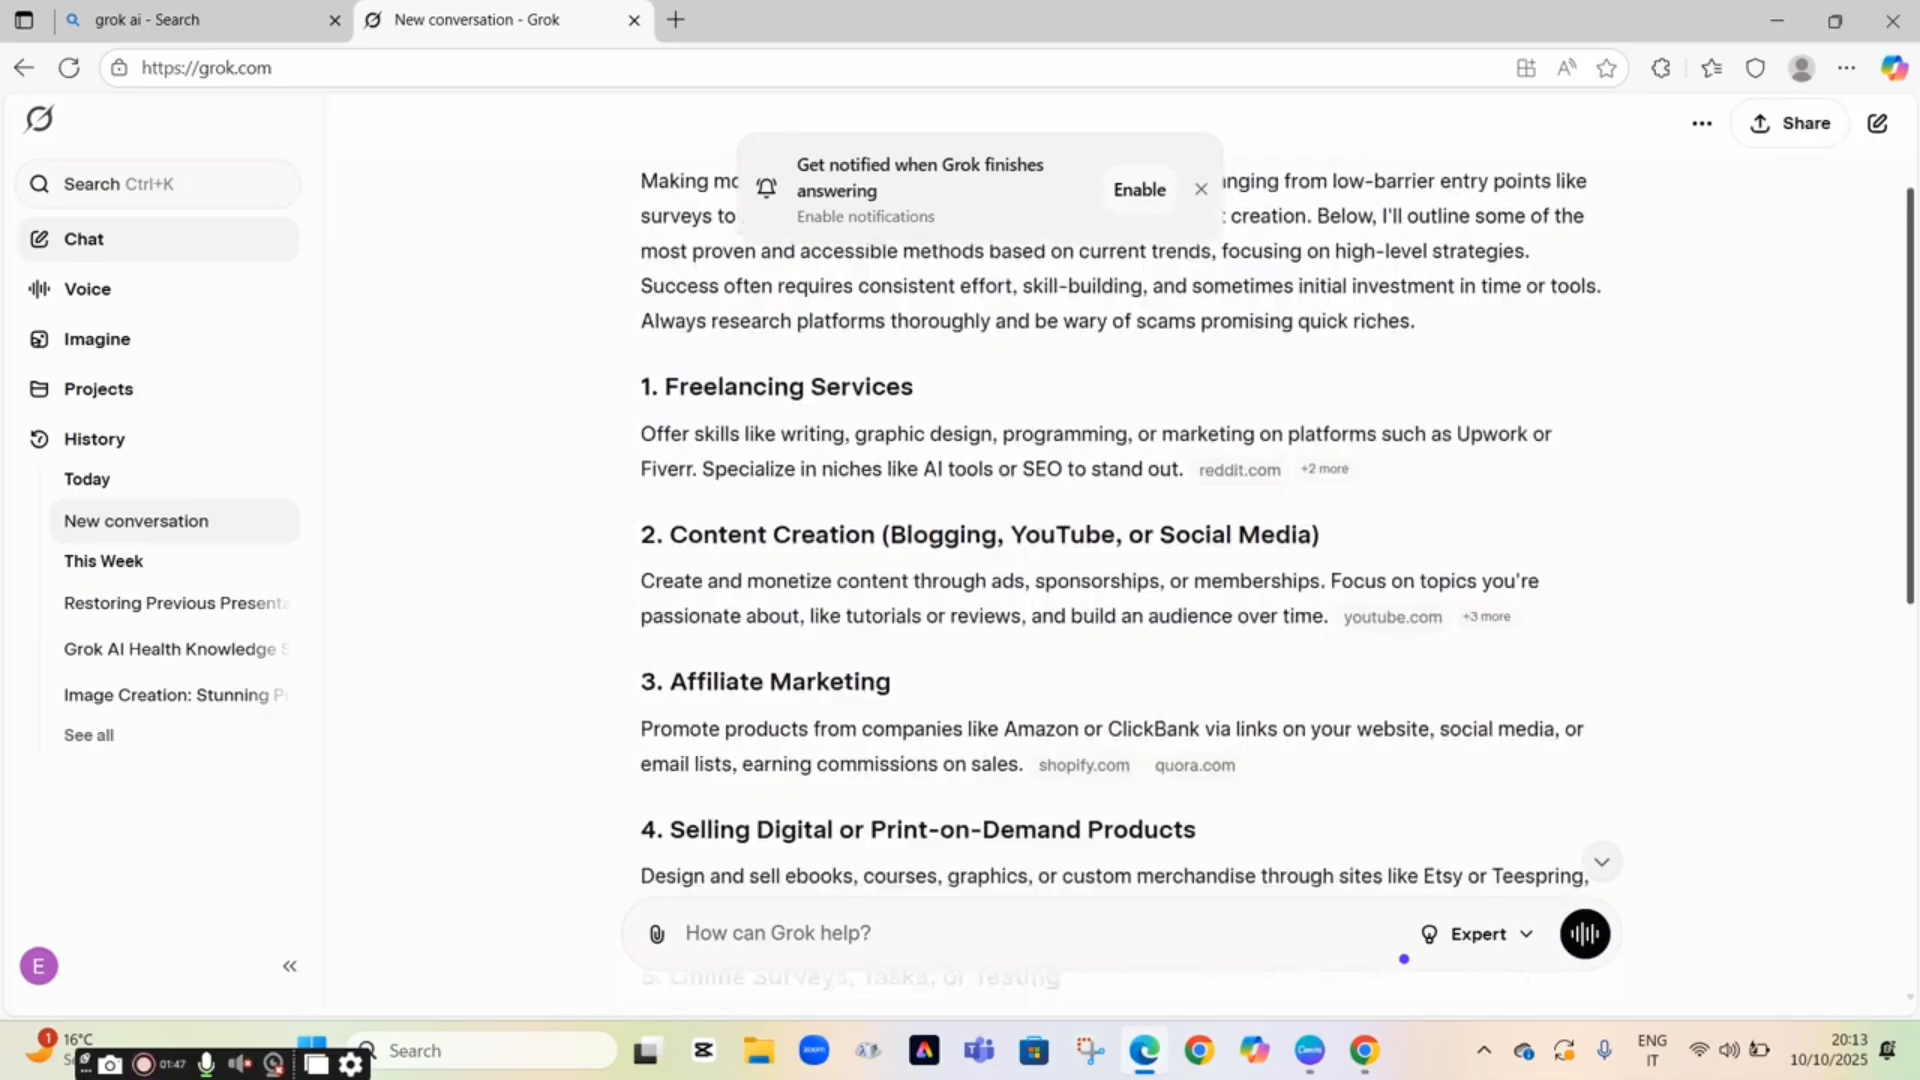 grok ai - Search
New conversation - Grok
https://grok.com
Search Ctrl+K
Chat
Voice
Imagine
Projects
History
Today
New conversation
This Week
Restoring Previous Presenta
Grok AI Health Knowledge S
Image Creation: Stunning P
See all
E
Share
Get notified when Grok finishes
answering
Enable notifications
Enable
Making mo
anging from low-barrier entry points like
surveys to
t creation. Below, I'll outline some of the
most proven and accessible methods based on current trends, focusing on high-level strategies.
Success often requires consistent effort, skill-building, and sometimes initial investment in time or tools.
Always research platforms thoroughly and be wary of scams promising quick riches.
1. Freelancing Services
Offer skills like writing, graphic design, programming, or marketing on platforms such as Upwork or
Fiverr. Specialize in niches like AI tools or SEO to stand out. reddit.com +2 more
2. Content Creation (Blogging, YouTube, or Social Media)
Create and monetize content through ads, sponsorships, or memberships. Focus on topics you're
passionate about, like tutorials or reviews, and build an audience over time. youtube.com +3 more
3. Affiliate Marketing
Promote products from companies like Amazon or ClickBank via links on your website, social media, or
email lists, earning commissions on sales. shopify.com quora.com
4. Selling Digital or Print-on-Demand Products
Design and sell ebooks, courses, graphics, or custom merchandise through sites like Etsy or Teespring,
How can Grok help?
Expert
5. Online Surveys, Tasks, or Testing
1
16°C
01:47
Search
zoom
Canva
ENG
IT
20:13
10/10/2025